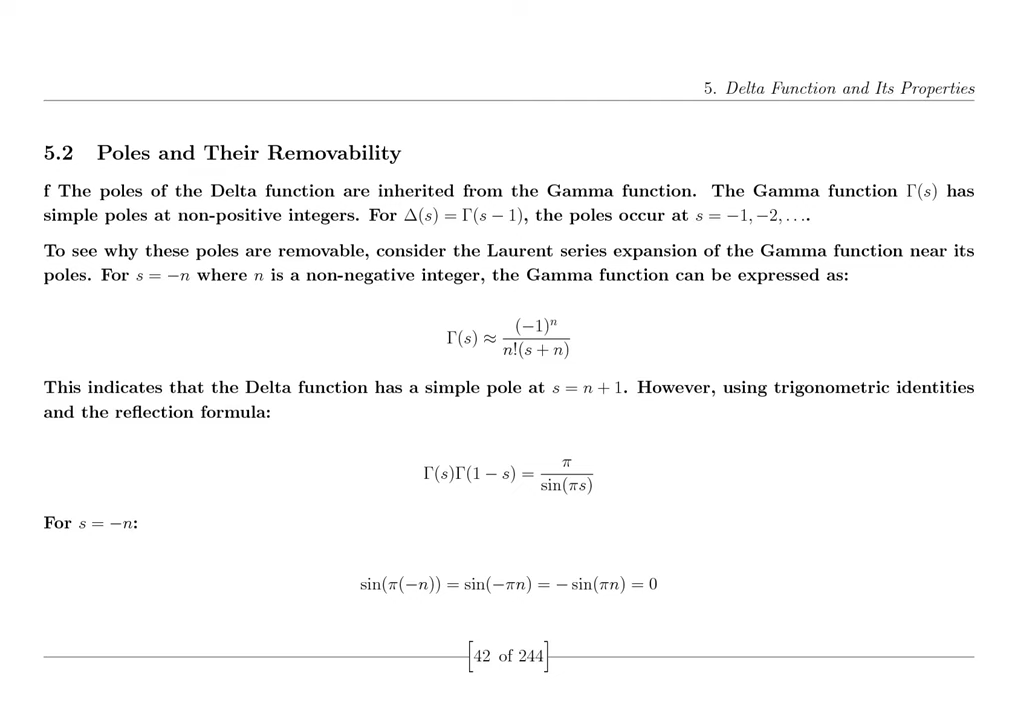 5. Delta Function and Its Properties
5.2 Poles and Their Removability
f The poles of the Delta function are inherited from the Gamma function. The Gamma function Γ(s) has
simple poles at non-positive integers. For Δ(s) = Γ(s − 1), the poles occur at s = −1, −2, . . ..
To see why these poles are removable, consider the Laurent series expansion of the Gamma function near its
poles. For s = −n where n is a non-negative integer, the Gamma function can be expressed as:
Γ(s) ≈ (−1)^n / n!(s + n)
This indicates that the Delta function has a simple pole at s = n + 1. However, using trigonometric identities
and the reflection formula:
Γ(s)Γ(1 − s) = π / sin(πs)
For s = −n:
sin(π(−n)) = sin(−πn) = − sin(πn) = 0
[42 of 244]